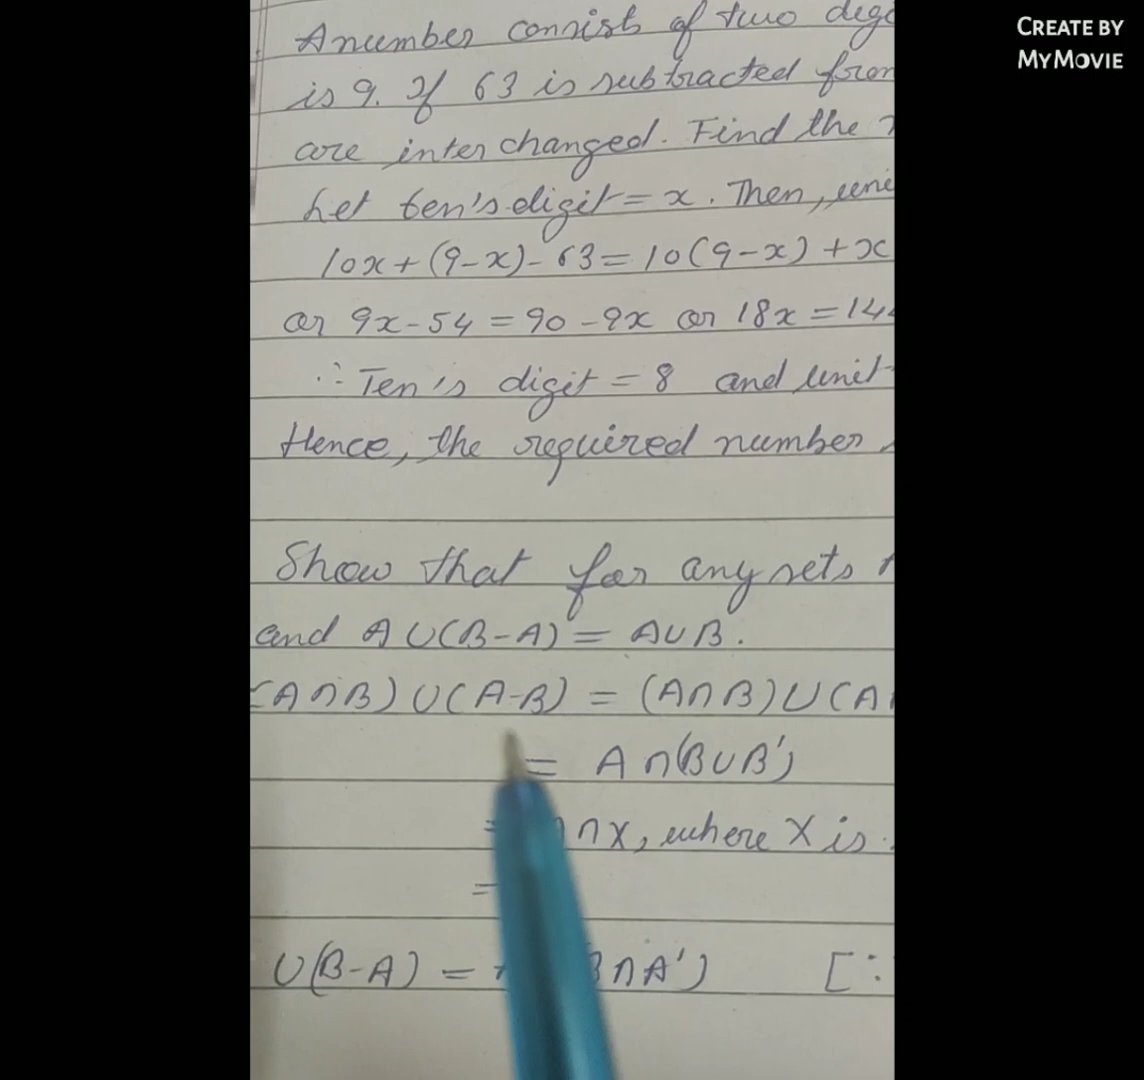 CREATE BY
MYMOVIE
A number consist of two
is 9. If 63 is subtracted from
are inter changed. Find the
Let ten's digit = x. Then,
10x + (9-x) - 63 = 10(9-x) + x
or 9x - 54 = 90 - 9x or 18x = 14
∴ Ten's digit = 8 and unit
Hence, the required number
Show that for any sets
and A∪(B-A) = A∪B.
(A∩B)∪(A-B) = (A∩B)∪(A
= A∩(B∪B')
= ∩X, where X is
=
∪(B-A) = ∩A') [∵